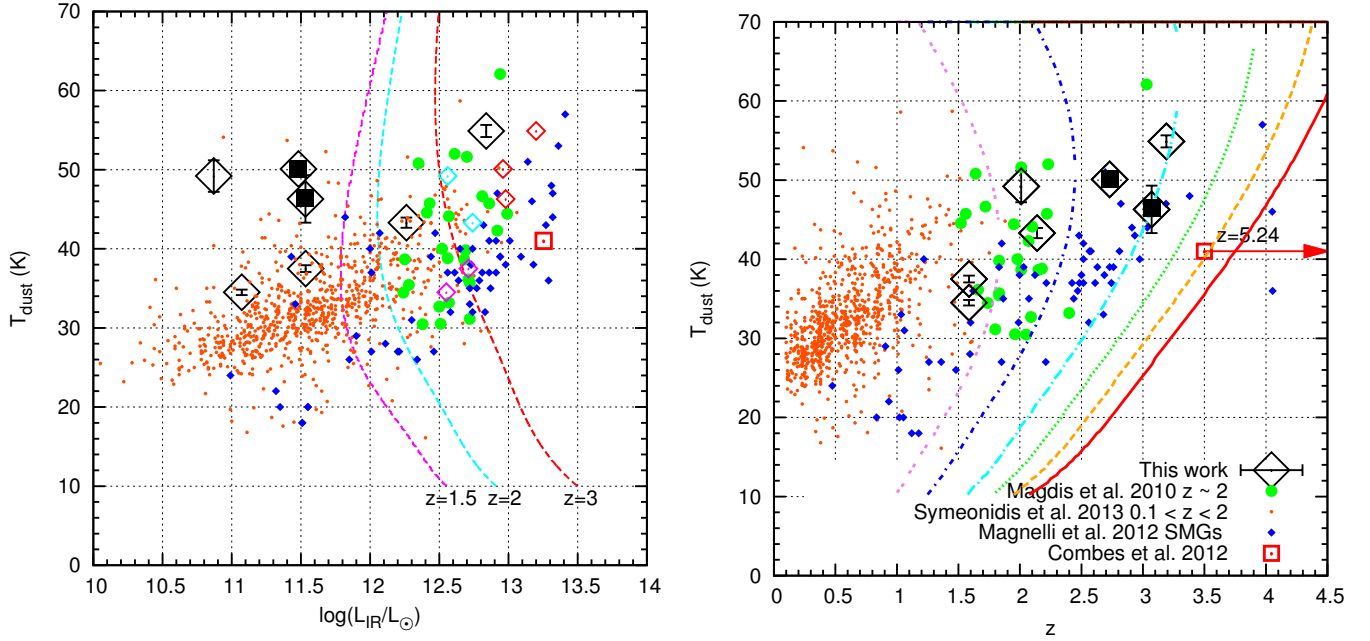 70
60
50
40
30
20
10
0
T_dust (K)
z=1.5 z=2 z=3
10 10.5 11 11.5 12 12.5 13 13.5 14
log(L_IR/L_⊙)
70
60
50
40
30
20
10
0
T_dust (K)
z=5.24
This work
Magdis et al. 2010 z ~ 2
Symeonidis et al. 2013 0.1 < z < 2
Magnelli et al. 2012 SMGs
Combes et al. 2012
0 0.5 1 1.5 2 2.5 3 3.5 4 4.5
z